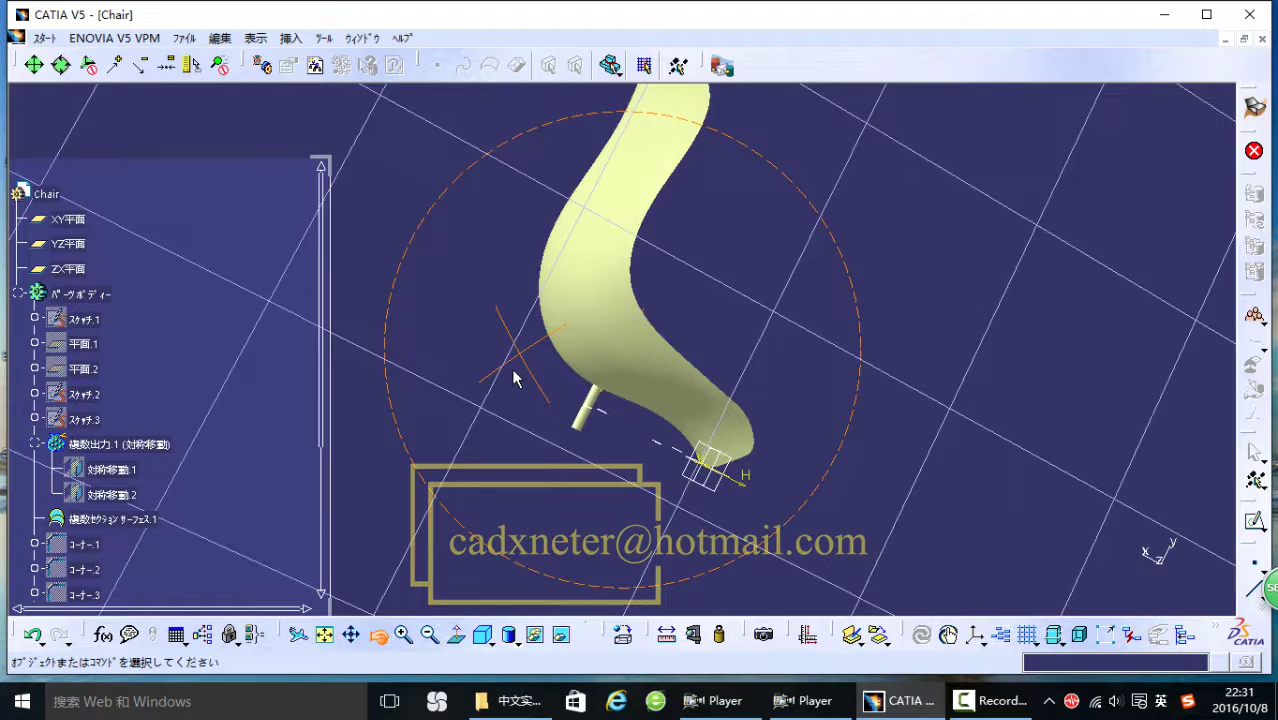 CATIA V5 - [Chair]
スタート ENOVIA V5 VPM ファイル 編集 表示 挿入 ツール ウィンドウ ヘルプ
Chair
XY平面
YZ平面
ZX平面
パーツボディー
スケッチ.1
平面.1
平面.2
スケッチ.2
スケッチ.3
複数出力.1 (対称移動)
対称移動.1
対称移動.2
複数セクション サーフェス.1
コーナー.1
コーナー.2
コーナー.3
H
cadxneter@hotmail.com
x y z
58
f(x)
CATIA
オブジェクトまたはコマンドを選択してください
搜索 Web 和 Windows
中文实...
Player
Player
CATIA ...
Record...
英
22:31
2016/10/8